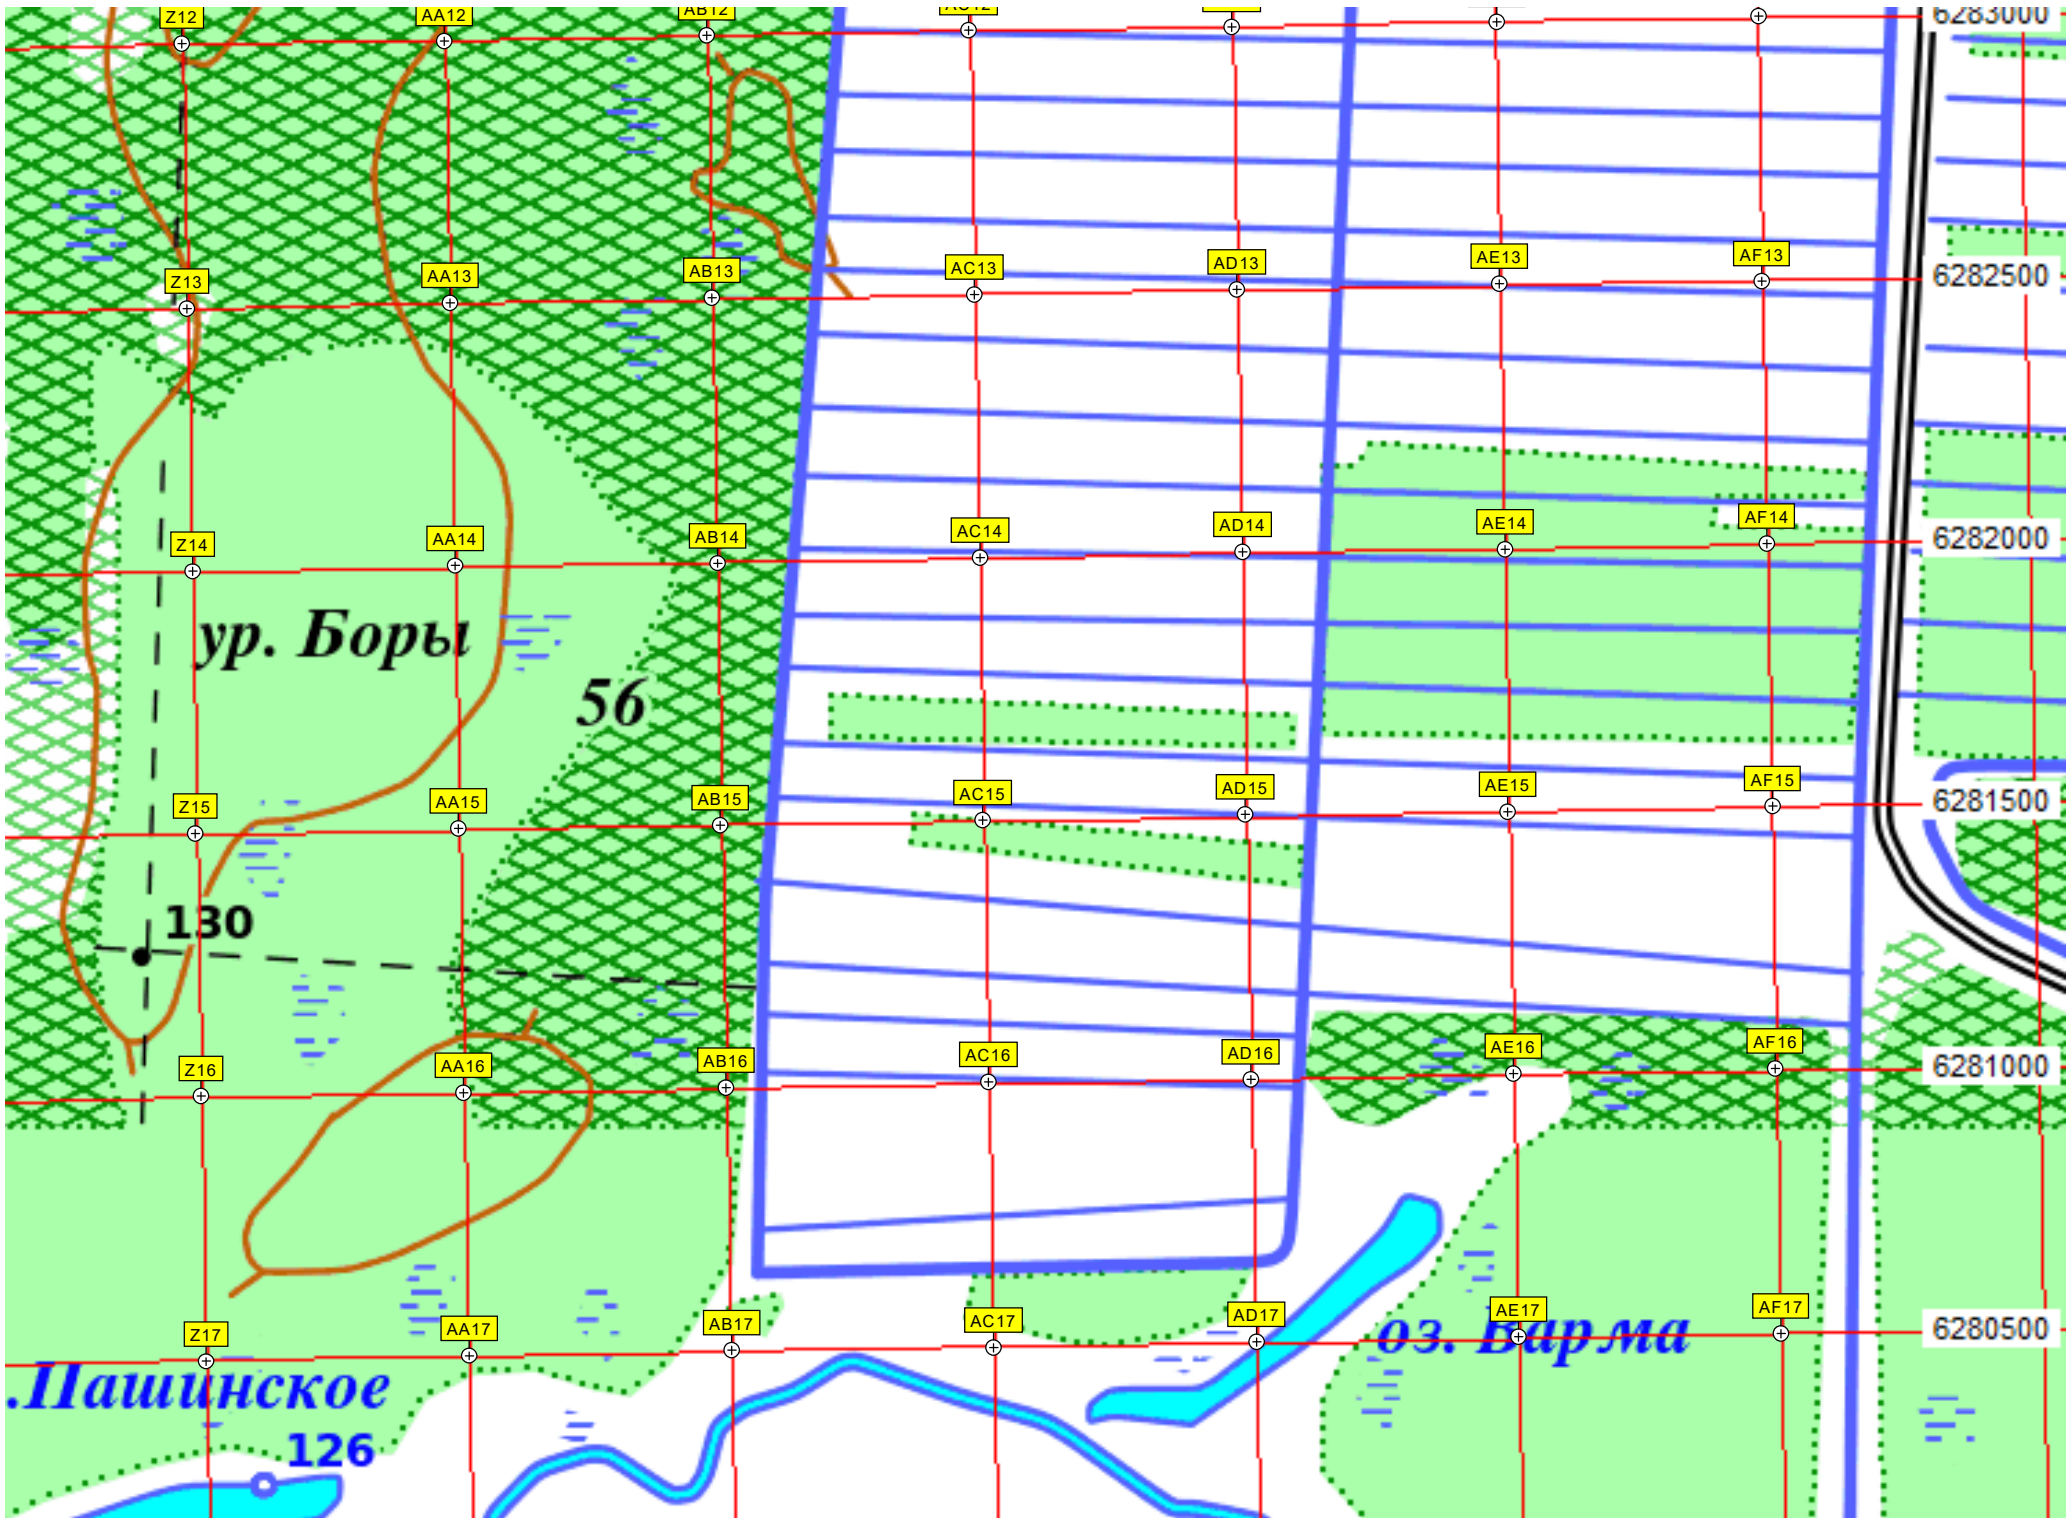 Z12 AA12 AB12 6283000
Z13 AA13 AB13 AC13 AD13 AE13 AF13 6282500
Z14 AA14 AB14 AC14 AD14 AE14 AF14 6282000
ур. Боры
56
Z15 AA15 AB15 AC15 AD15 AE15 AF15 6281500
130
Z16 AA16 AB16 AC16 AD16 AE16 AF16 6281000
Z17 AA17 AB17 AC17 AD17 AE17 AF17 6280500
оз. Варма
.Пашинское
126